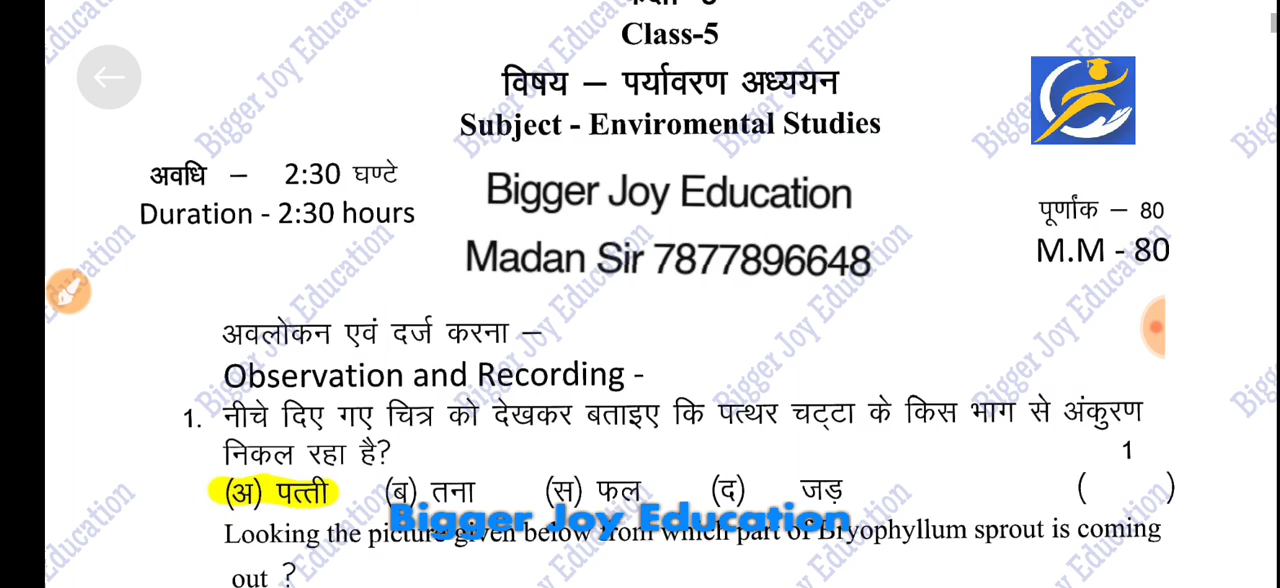 Class-5
विषय – पर्यावरण अध्ययन
Subject - Enviromental Studies
अवधि – 2:30 घण्टे
Duration - 2:30 hours
Bigger Joy Education
Madan Sir 7877896648
पूर्णांक – 80
M.M - 80
अवलोकन एवं दर्ज करना –
Observation and Recording -
1. नीचे दिए गए चित्र को देखकर बताइए कि पत्थर चट्टा के किस भाग से अंकुरण
निकल रहा है? 1
(अ) पत्ती (ब) तना (स) फल (द) जड़ ( )
Bigger Joy Education
Looking the picture given below from which part of Bryophyllum sprout is coming
out ?